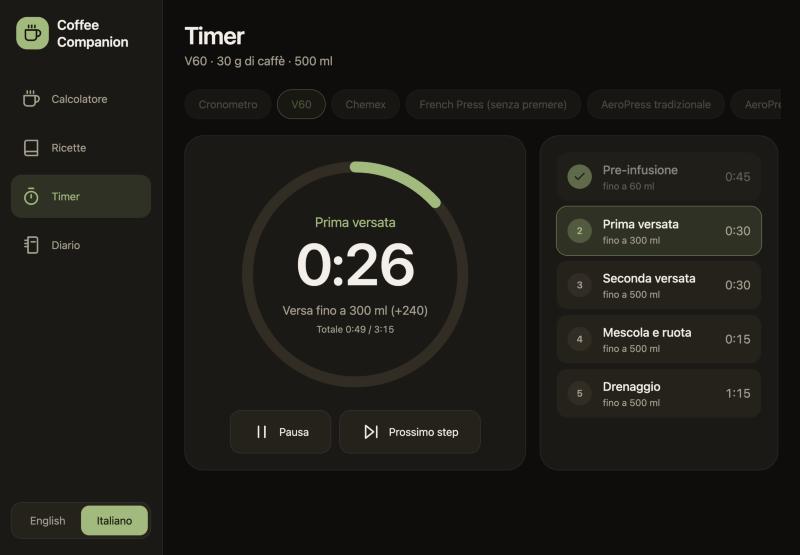 Coffee
Companion
Calcolatore
Ricette
Timer
Diario
English
Italiano
Timer
V60 · 30 g di caffè · 500 ml
Cronometro
V60
Chemex
French Press (senza premere)
AeroPress tradizionale
AeroPre
Prima versata
0:26
Versa fino a 300 ml (+240)
Totale 0:49 / 3:15
Pausa
Prossimo step
Pre-infusione
fino a 60 ml
0:45
2
Prima versata
fino a 300 ml
0:30
3
Seconda versata
fino a 500 ml
0:30
4
Mescola e ruota
fino a 500 ml
0:15
5
Drenaggio
fino a 500 ml
1:15